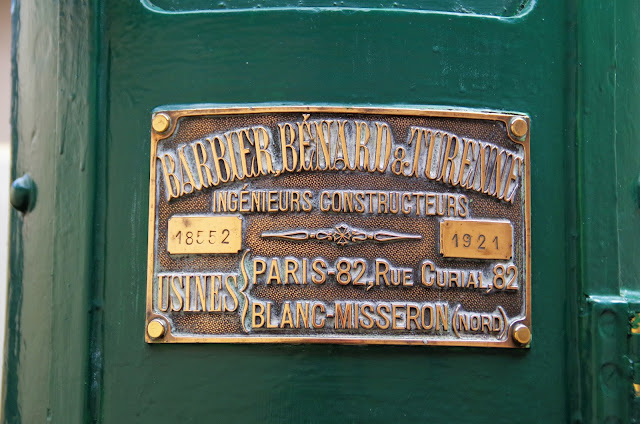 BARBIER, BÉNARD & TURENNE
INGÉNIEURS CONSTRUCTEURS
18552
1921
USINES
PARIS-82, RUE CURIAL, 82
BLANC-MISSERON (NORD)